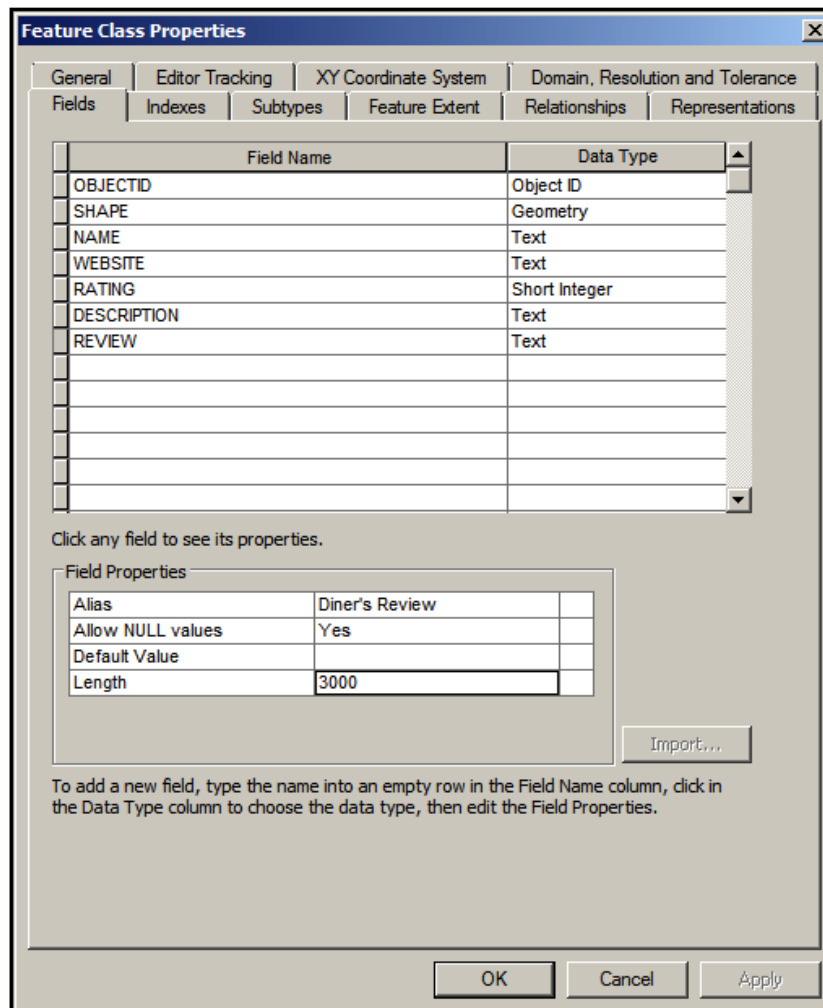 Feature Class Properties
General Editor Tracking XY Coordinate System Domain, Resolution and Tolerance
Fields Indexes Subtypes Feature Extent Relationships Representations
Field Name Data Type
OBJECTID Object ID
SHAPE Geometry
NAME Text
WEBSITE Text
RATING Short Integer
DESCRIPTION Text
REVIEW Text
Click any field to see its properties.
Field Properties
Alias Diner's Review
Allow NULL values Yes
Default Value
Length 3000
Import...
To add a new field, type the name into an empty row in the Field Name column, click in
the Data Type column to choose the data type, then edit the Field Properties.
OK Cancel Apply